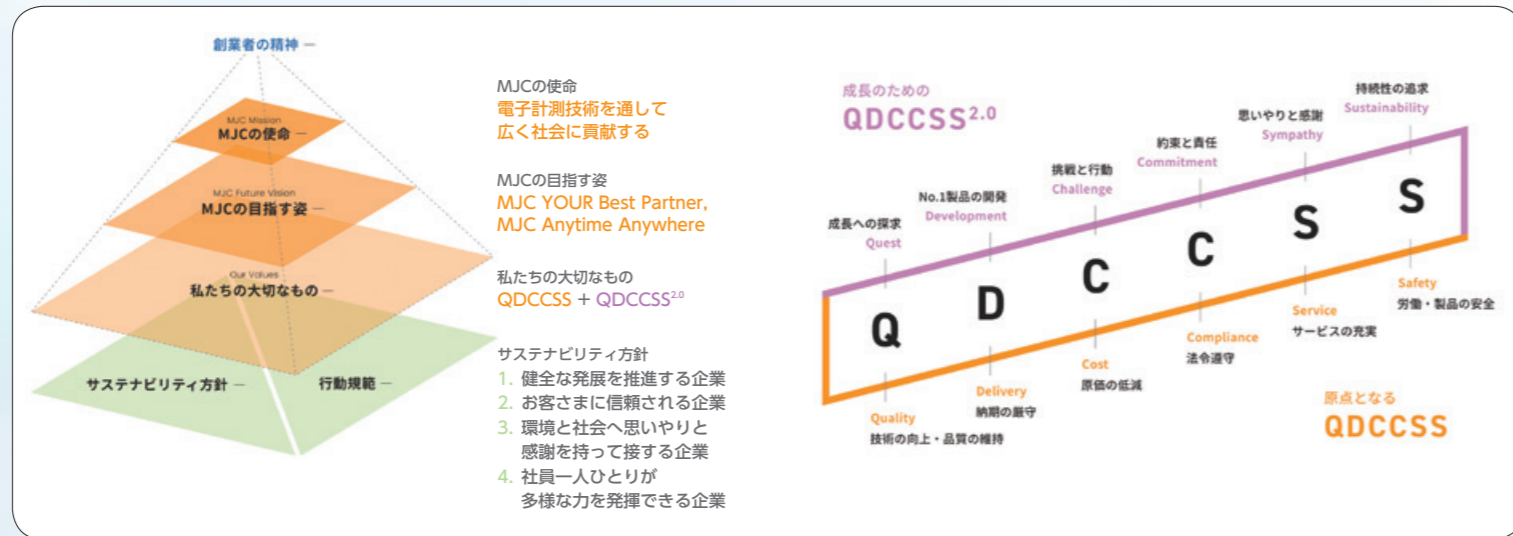 創業者の精神
MJC Mission
MJCの使命
MJC Future Vision
MJCの目指す姿
Our Values
私たちの大切なもの
サステナビリティ方針
行動規範
MJCの使命
電子計測技術を通して
広く社会に貢献する
MJCの目指す姿
MJC YOUR Best Partner,
MJC Anytime Anywhere
私たちの大切なもの
QDCCSS + QDCCSS2.0
サステナビリティ方針
1. 健全な発展を推進する企業
2. お客さまに信頼される企業
3. 環境と社会へ思いやりと
感謝を持って接する企業
4. 社員一人ひとりが
多様な力を発揮できる企業
成長のための
QDCCSS2.0
成長への探求
Quest
No.1製品の開発
Development
挑戦と行動
Challenge
約束と責任
Commitment
思いやりと感謝
Sympathy
持続性の追求
Sustainability
Q D C C S S
Quality
技術の向上・品質の維持
Delivery
納期の厳守
Cost
原価の低減
Compliance
法令遵守
Service
サービスの充実
Safety
労働・製品の安全
原点となる
QDCCSS